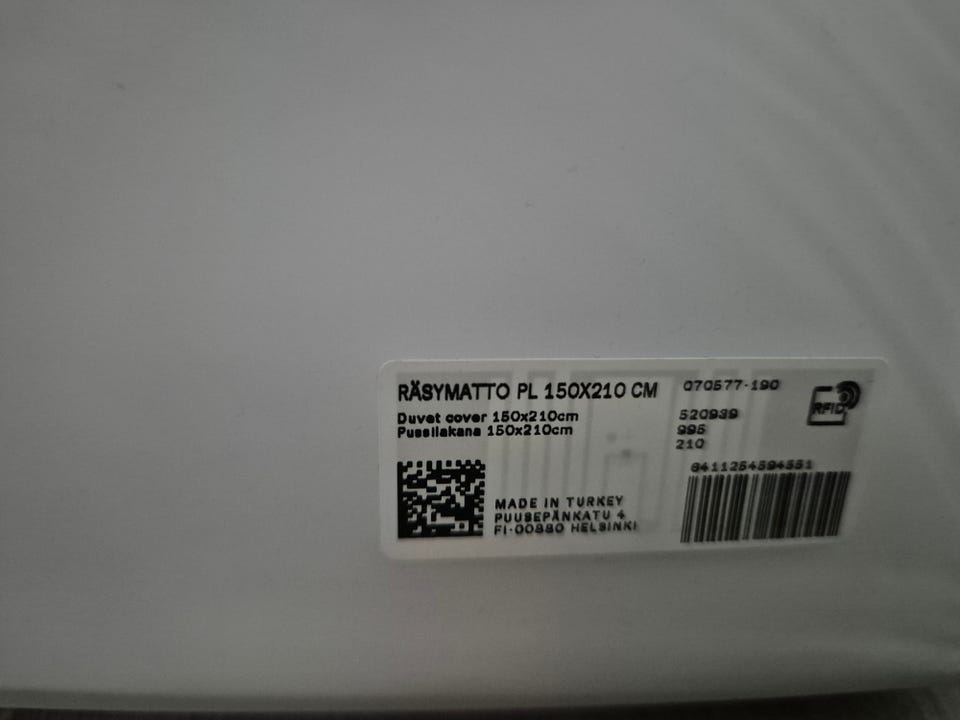 RÄSYMATTO PL 150X210 CM
Duvet cover 150x210cm
Pussilakana 150x210cm
MADE IN TURKEY
PUUSEPÄNKATU 4
FI-00880 HELSINKI
070577-190
520939
995
210
6411254594551
RFID